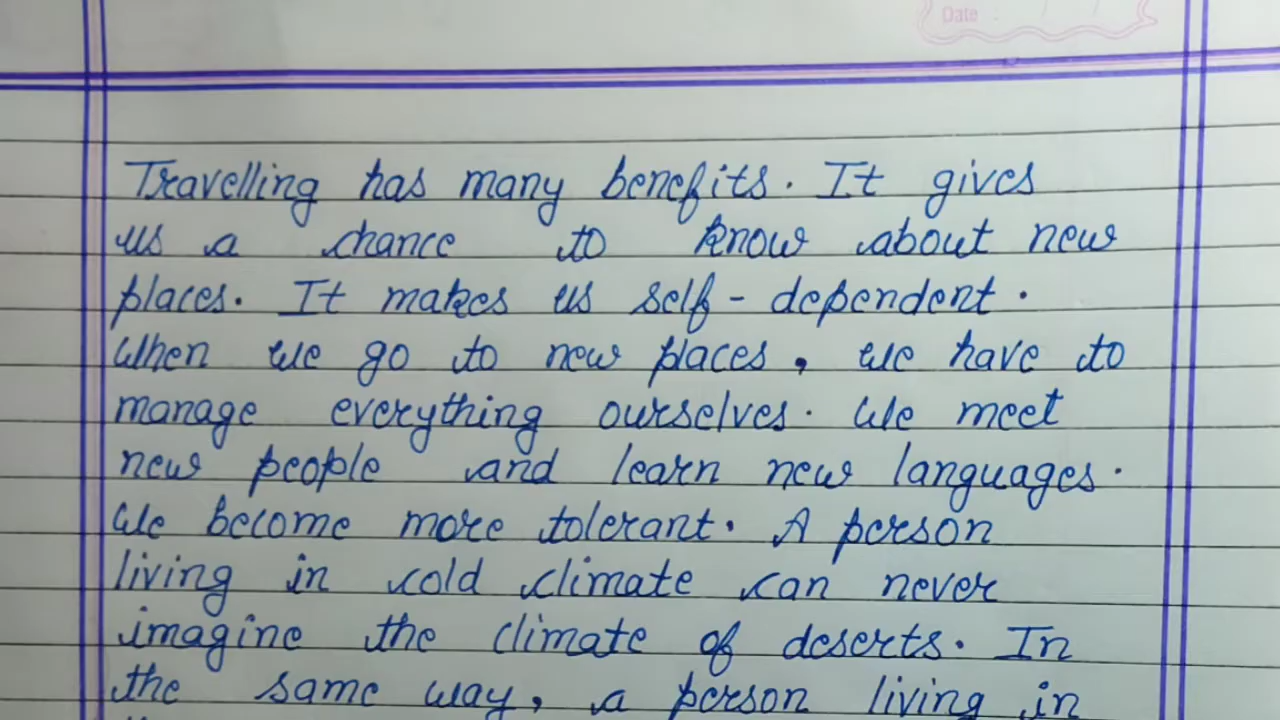 Date :
Travelling has many benefits. It gives
us a chance to know about new
places. It makes us self-dependent.
When we go to new places, we have to
manage everything ourselves. We meet
new people and learn new languages.
We become more tolerant. A person
living in cold climate can never
imagine the climate of deserts. In
the same way, a person living in